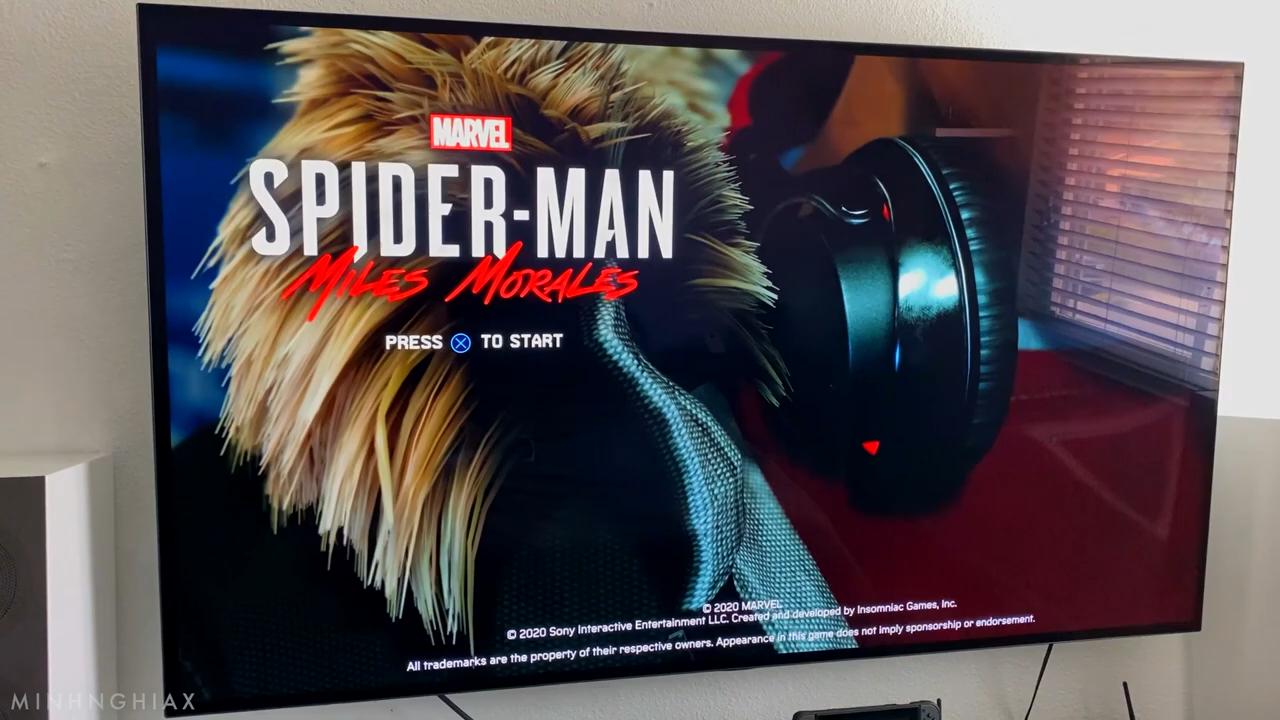 MARVEL
SPIDER-MAN
MILES MORALES
PRESS TO START
© 2020 MARVEL
© 2020 Sony Interactive Entertainment LLC. Created and developed by Insomniac Games, Inc.
All trademarks are the property of their respective owners. Appearance in this game does not imply sponsorship or endorsement.
MINHNGHIAX